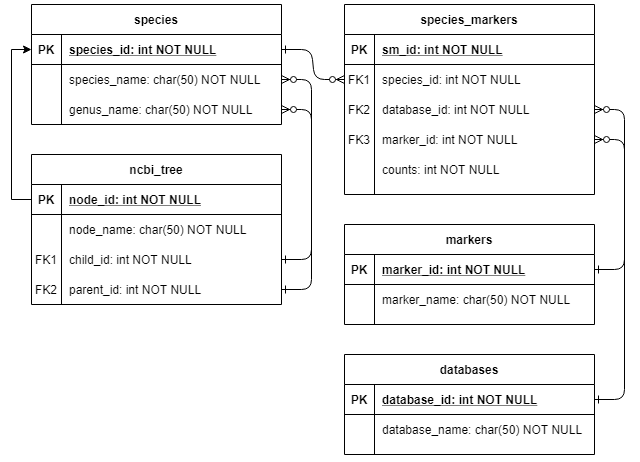 species
PK species_id: int NOT NULL
species_name: char(50) NOT NULL
genus_name: char(50) NOT NULL
ncbi_tree
PK node_id: int NOT NULL
node_name: char(50) NOT NULL
FK1 child_id: int NOT NULL
FK2 parent_id: int NOT NULL
species_markers
PK sm_id: int NOT NULL
FK1 species_id: int NOT NULL
FK2 database_id: int NOT NULL
FK3 marker_id: int NOT NULL
counts: int NOT NULL
markers
PK marker_id: int NOT NULL
marker_name: char(50) NOT NULL
databases
PK database_id: int NOT NULL
database_name: char(50) NOT NULL